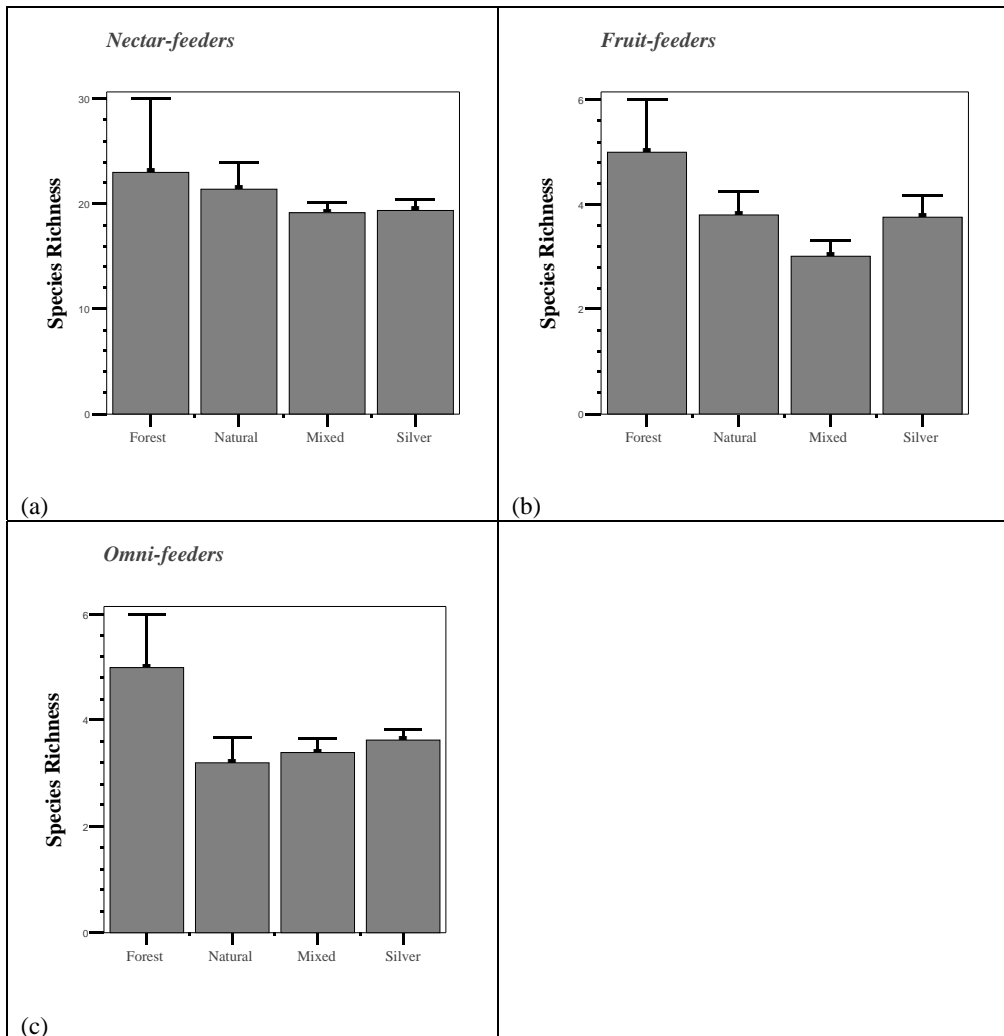 Nectar-feeders
Species Richness
30
20
10
0
Forest Natural Mixed Silver
(a)
Fruit-feeders
Species Richness
6
4
2
0
Forest Natural Mixed Silver
(b)
Omni-feeders
Species Richness
6
4
2
0
Forest Natural Mixed Silver
(c)